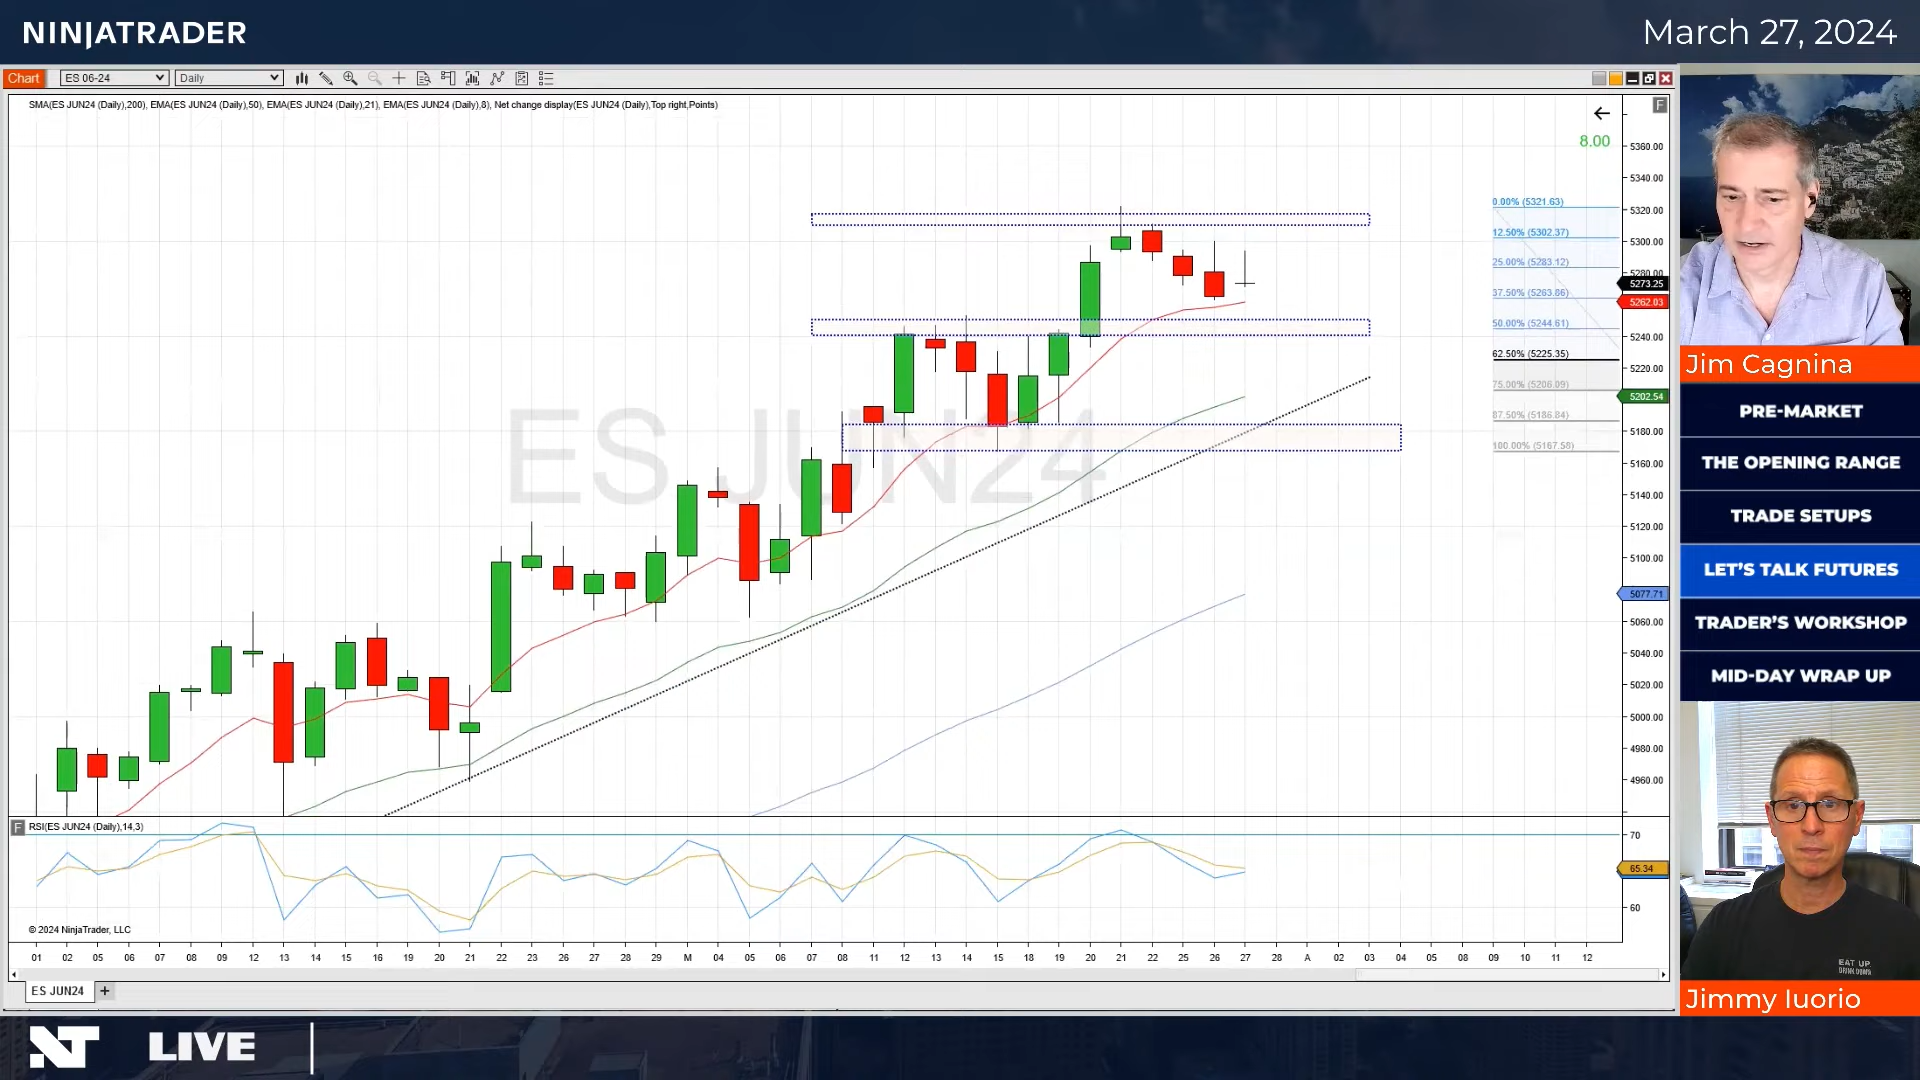 NINJATRADER
March 27, 2024
Chart
ES 06-24
Daily
SMA(ES JUN24 (Daily),200), EMA(ES JUN24 (Daily),50), EMA(ES JUN24 (Daily),21), EMA(ES JUN24 (Daily),8), Net change display(ES JUN24 (Daily),Top right,Points)
F
8.00
5360.00
5340.00
5320.00
5300.00
5280.00
5273.25
5262.03
5240.00
5220.00
5202.54
5180.00
5160.00
5140.00
5120.00
5100.00
5077.71
5060.00
5040.00
5020.00
5000.00
4980.00
4960.00
0.00% (5321.63)
12.50% (5302.37)
25.00% (5283.12)
37.50% (5263.86)
50.00% (5244.61)
62.50% (5225.35)
75.00% (5206.09)
87.50% (5186.84)
100.00% (5167.58)
ES JUN24
F
RSI(ES JUN24 (Daily),14,3)
70
65.34
60
© 2024 NinjaTrader, LLC
01 02 05 06 07 08 09 12 13 14 15 16 19 20 21 22 23 26 27 28 29 M 04 05 06 07 08 11 12 13 14 15 18 19 20 21 22 25 26 27 28 A 02 03 04 05 08 09 10 11 12
ES JUN24
Jim Cagnina
PRE-MARKET
THE OPENING RANGE
TRADE SETUPS
LET'S TALK FUTURES
TRADER'S WORKSHOP
MID-DAY WRAP UP
EAT UP
DRINK DOWN
Jimmy Iuorio
NT LIVE